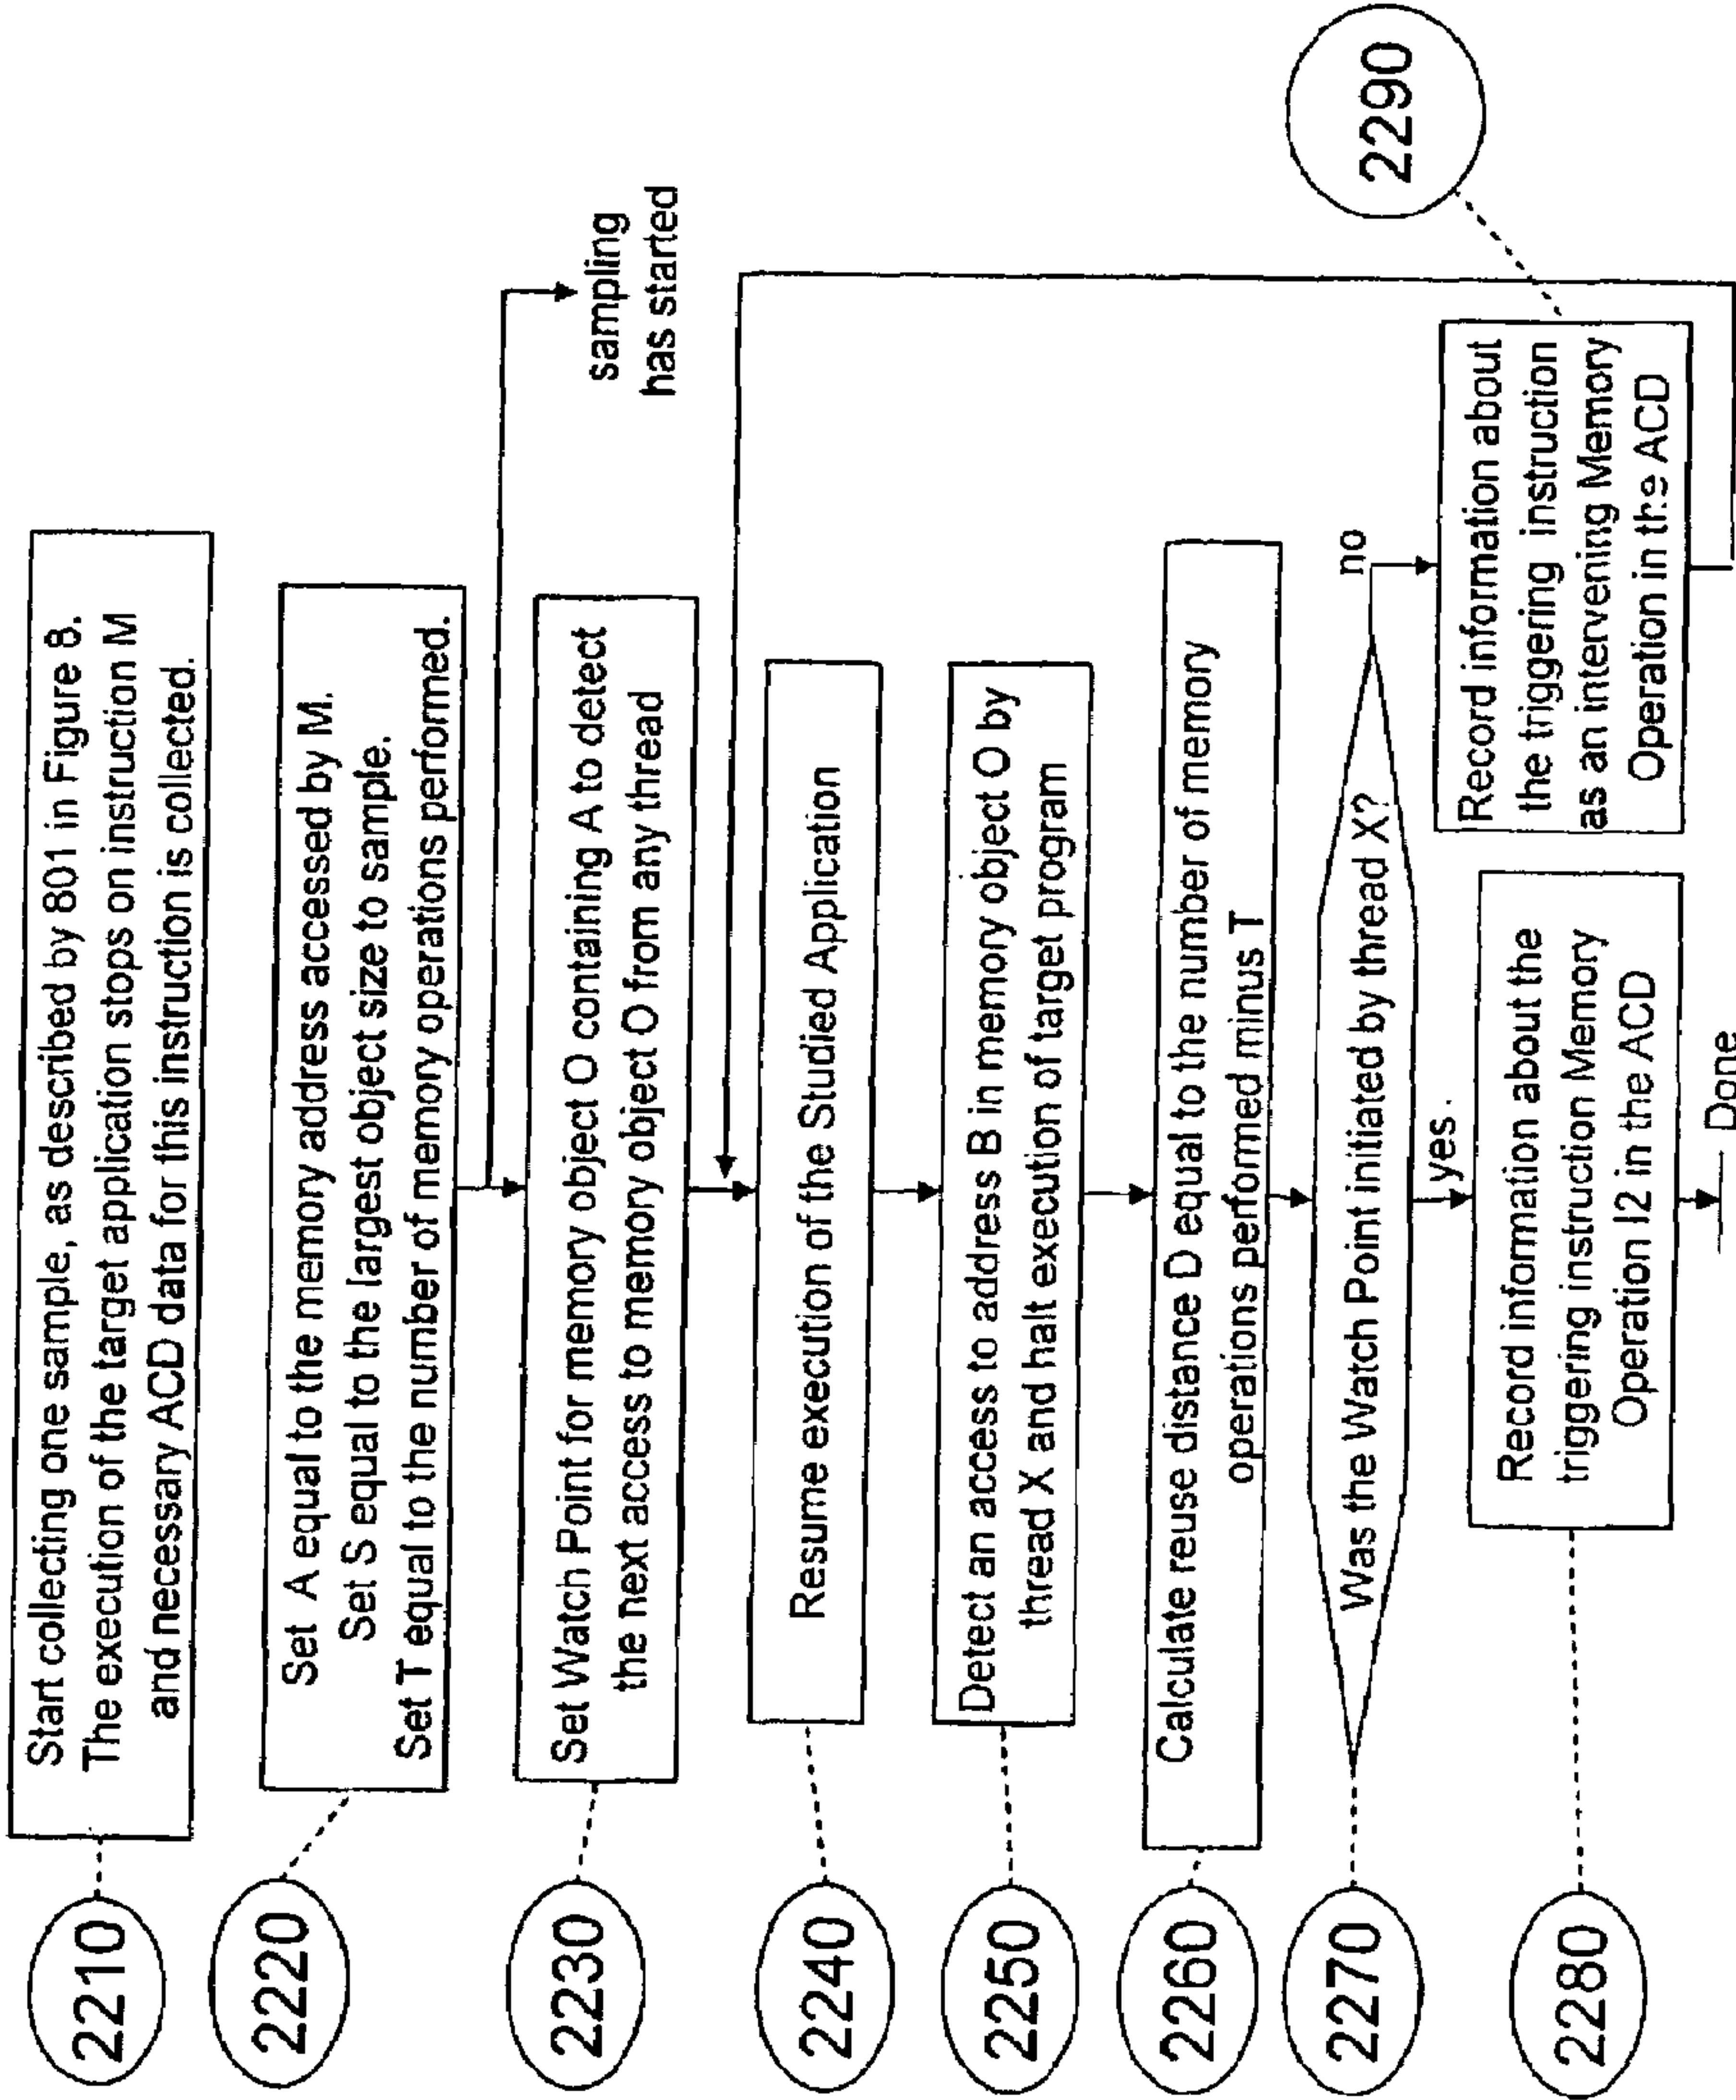 2210
Start collecting one sample, as described by 801 in Figure 8.
The execution of the target application stops on instruction M
and necessary ACD data for this instruction is collected.
2220
Set A equal to the memory address accessed by M.
Set S equal to the largest object size to sample.
Set T equal to the number of memory operations performed.
sampling
has started
2230
Set Watch Point for memory object O containing A to detect
the next access to memory object O from any thread
2240
Resume execution of the Studied Application
2250
Detect an access to address B in memory object O by
thread X and halt execution of target program
2260
Calculate reuse distance D equal to the number of memory
operations performed minus T
2270
Was the Watch Point initiated by thread X?
no
yes.
2280
Record information about the
triggering instruction Memory
Operation I2 in the ACD
Done
2290
Record information about
the triggering instruction
as an intervening Memory
Operation in the ACD